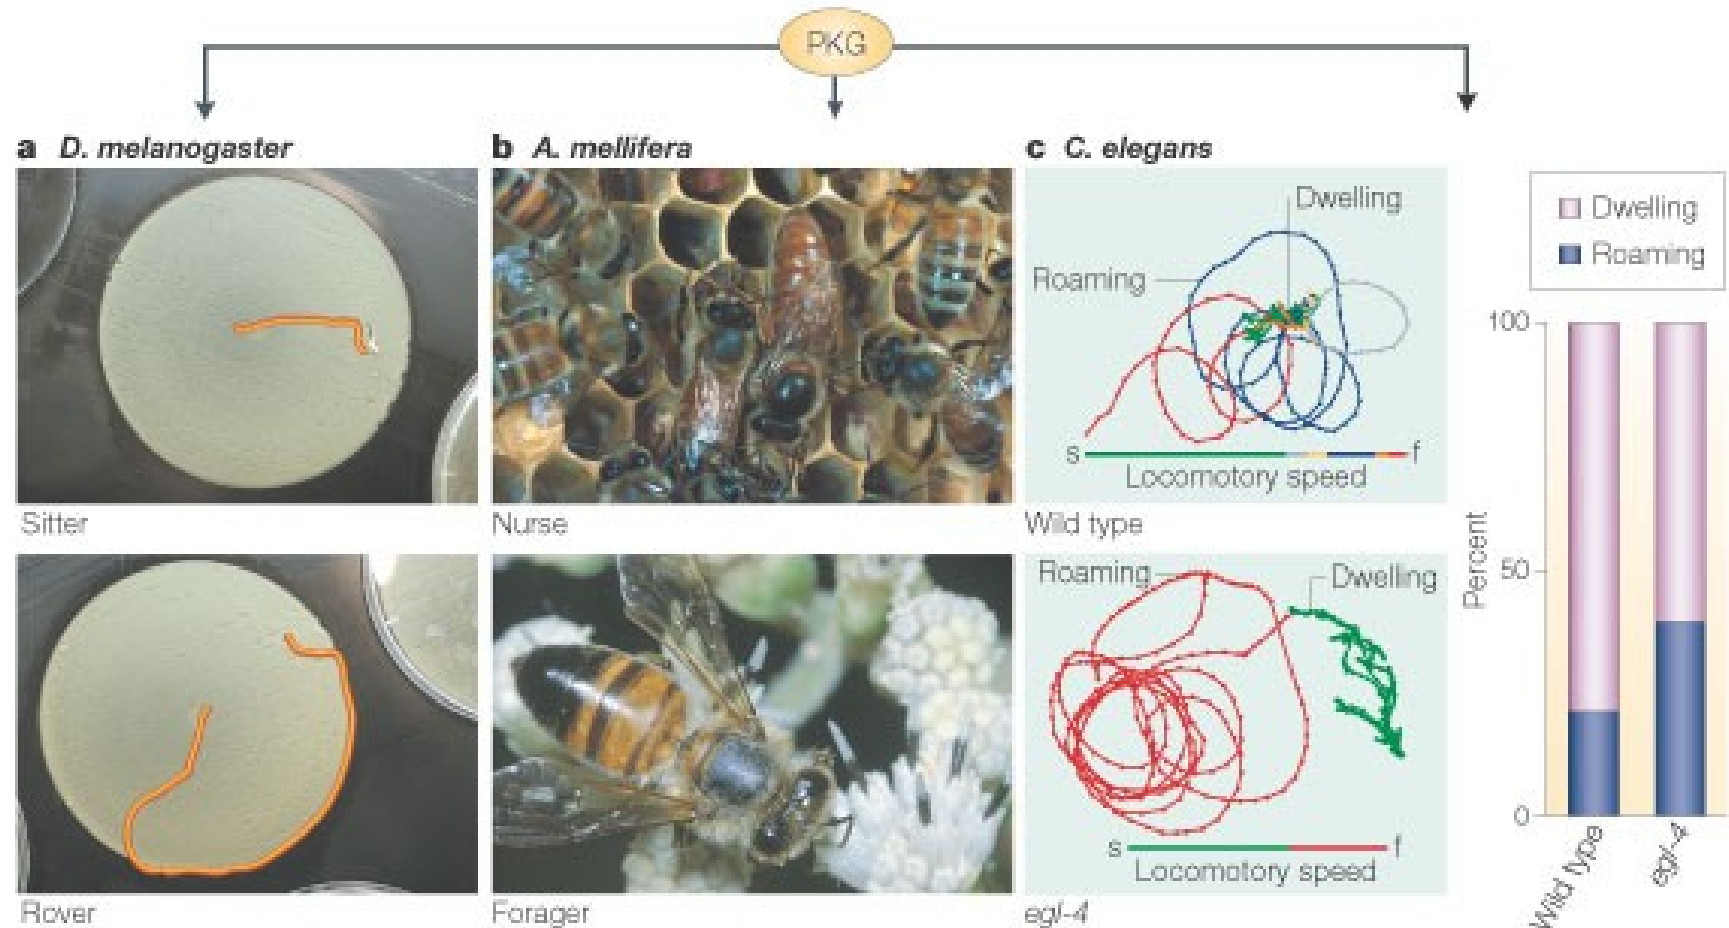 PKG
a D. melanogaster
b A. mellifera
c C. elegans
Sitter
Rover
Nurse
Forager
Dwelling
Roaming
s f
Locomotory speed
Wild type
Roaming
Dwelling
s f
Locomotory speed
egl-4
Dwelling
Roaming
Percent
100
50
0
Wild type
egl-4